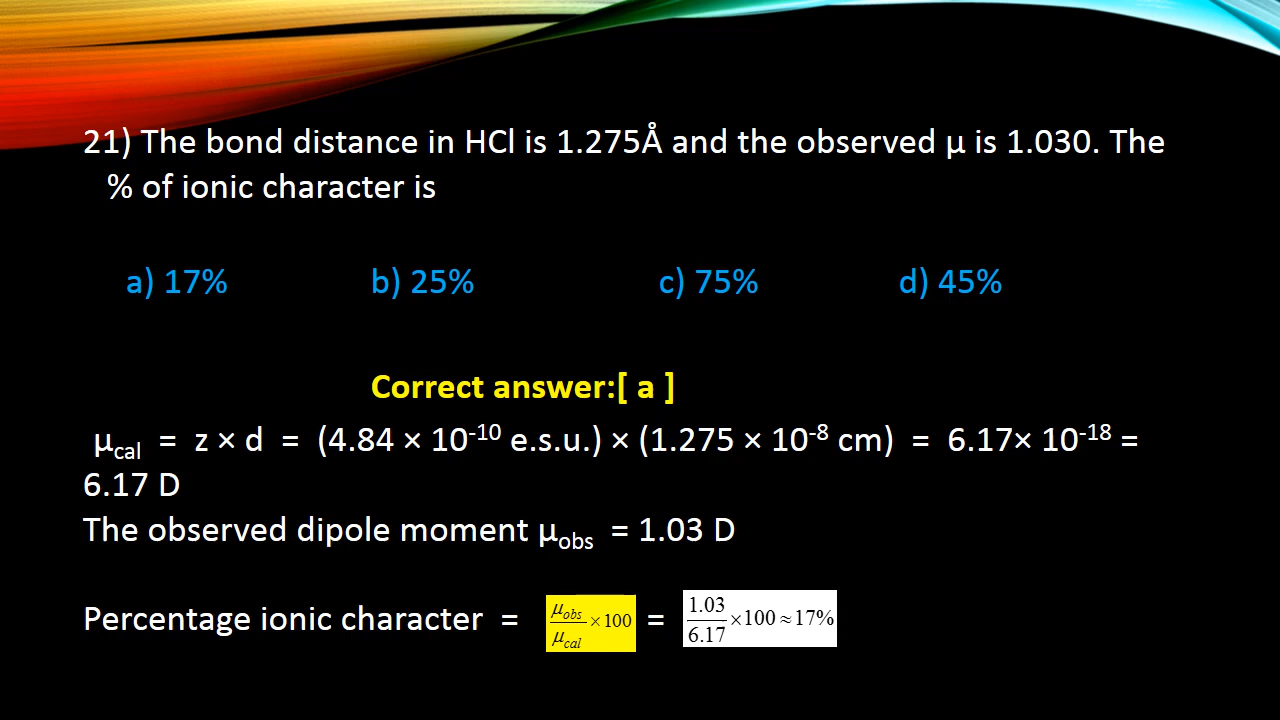 21) The bond distance in HCl is 1.275Å and the observed μ is 1.030. The
% of ionic character is
a) 17% b) 25% c) 75% d) 45%
Correct answer:[ a ]
μcal = z × d = (4.84 × 10-10 e.s.u.) × (1.275 × 10-8 cm) = 6.17× 10-18 =
6.17 D
The observed dipole moment μobs = 1.03 D
Percentage ionic character = μobs/μcal ×100 = 1.03/6.17 ×100 ≈ 17%